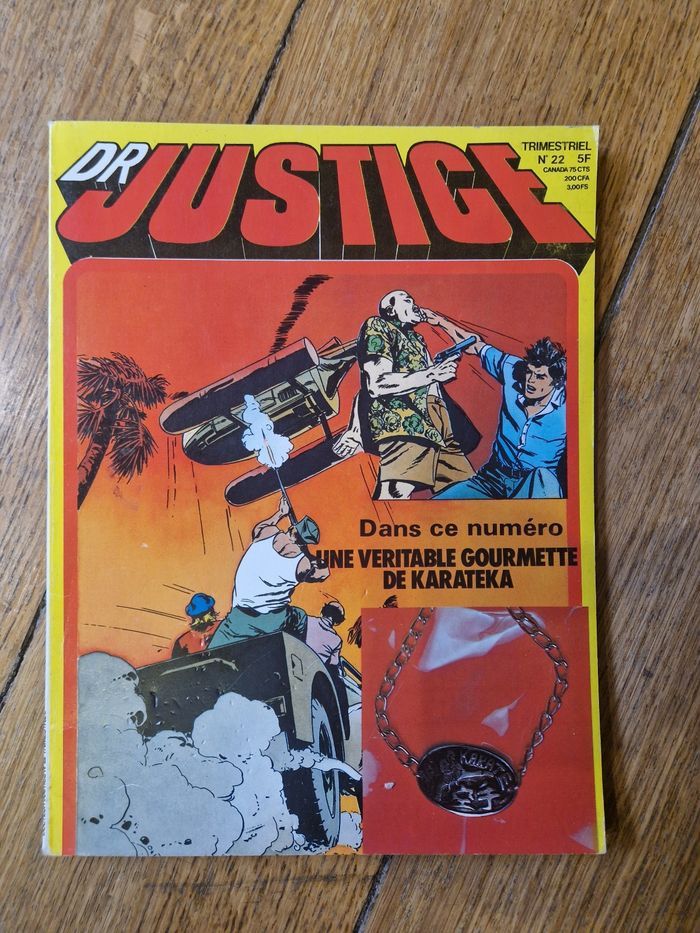 DR JUSTICE
TRIMESTRIEL
N° 22 5F
CANADA 75 CTS
200 CFA
3,00 FS
Dans ce numéro
UNE VERITABLE GOURMETTE
DE KARATEKA
KARATE